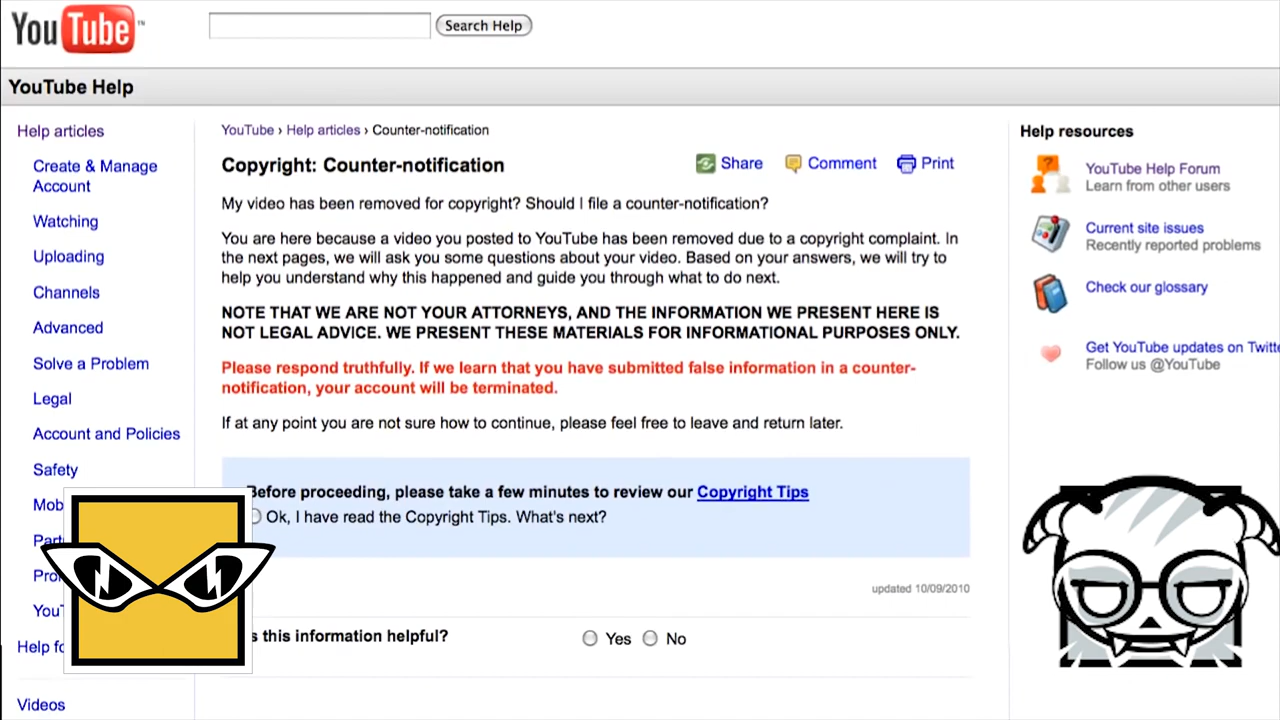 YouTube™
Search Help
YouTube Help
Help articles
Create & Manage
Account
Watching
Uploading
Channels
Advanced
Solve a Problem
Legal
Account and Policies
Safety
Videos
YouTube › Help articles › Counter-notification
Copyright: Counter-notification
Share
Comment
Print
My video has been removed for copyright? Should I file a counter-notification?
You are here because a video you posted to YouTube has been removed due to a copyright complaint. In
the next pages, we will ask you some questions about your video. Based on your answers, we will try to
help you understand why this happened and guide you through what to do next.
NOTE THAT WE ARE NOT YOUR ATTORNEYS, AND THE INFORMATION WE PRESENT HERE IS
NOT LEGAL ADVICE. WE PRESENT THESE MATERIALS FOR INFORMATIONAL PURPOSES ONLY.
Please respond truthfully. If we learn that you have submitted false information in a counter-
notification, your account will be terminated.
If at any point you are not sure how to continue, please feel free to leave and return later.
Before proceeding, please take a few minutes to review our Copyright Tips
Ok, I have read the Copyright Tips. What's next?
updated 10/09/2010
s this information helpful?
Yes
No
Help resources
YouTube Help Forum
Learn from other users
Current site issues
Recently reported problems
Check our glossary
Get YouTube updates on Twitte
Follow us @YouTube